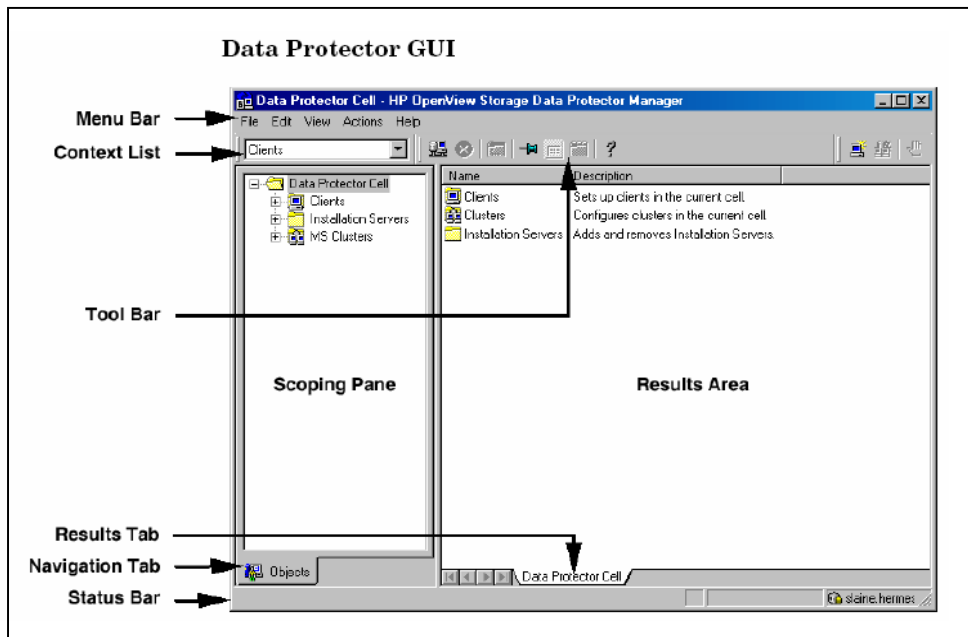 Data Protector GUI
Data Protector Cell - HP OpenView Storage Data Protector Manager
Menu Bar
File Edit View Actions Help
Context List
Clients
?
Name Description
Data Protector Cell
Clients
Installation Servers
MS Clusters
Clients Sets up clients in the current cell.
Clusters Configures clusters in the current cell.
Installation Servers Adds and removes Installation Servers.
Tool Bar
Scoping Pane
Results Area
Results Tab
Navigation Tab
Objects
Data Protector Cell
Status Bar
slaine.hermes